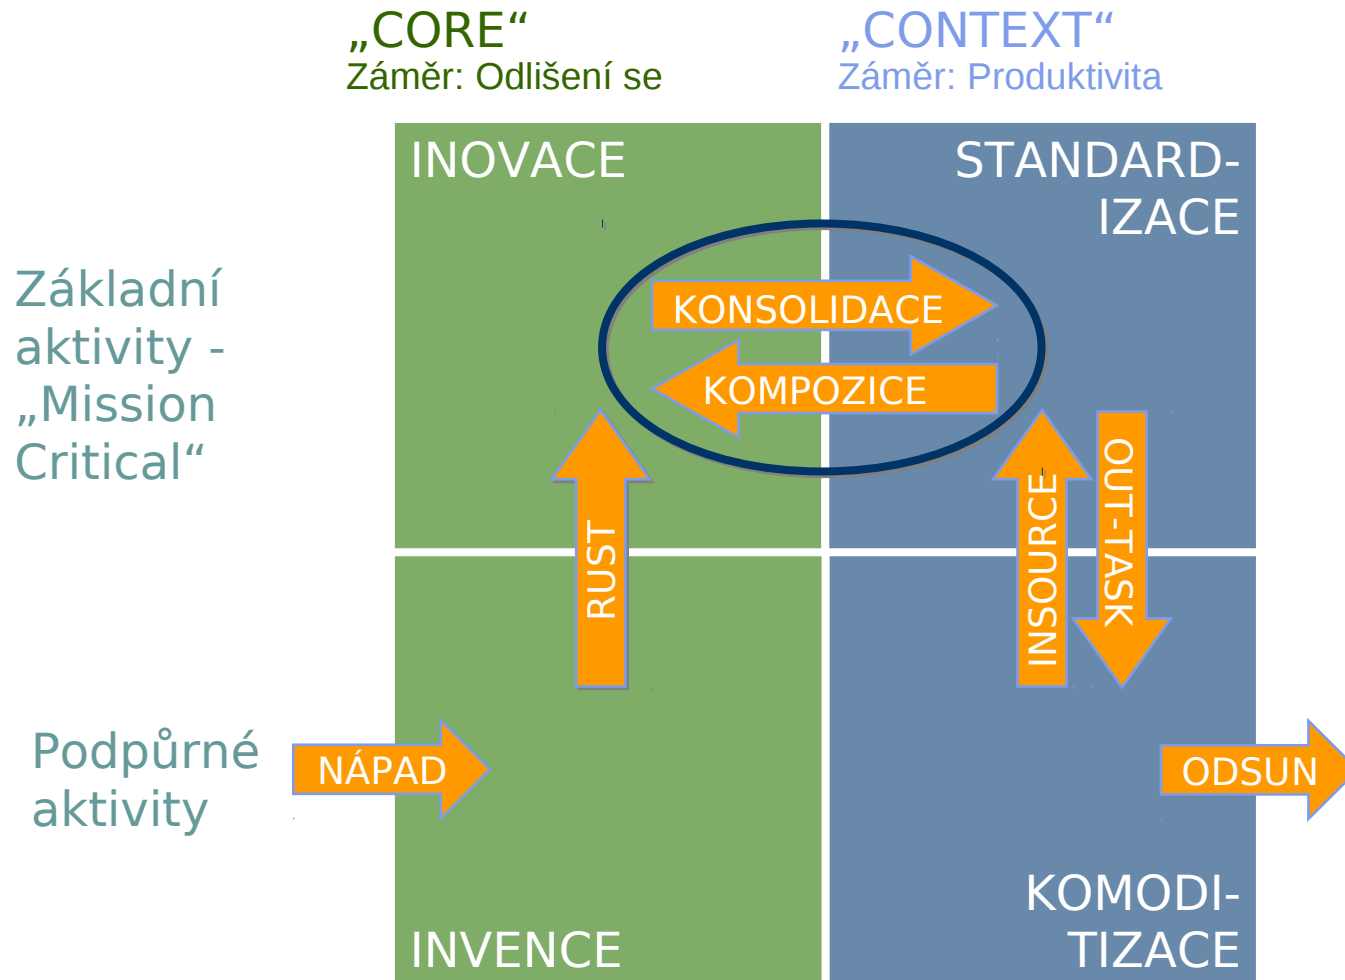 „CORE“
Záměr: Odlišení se
„CONTEXT“
Záměr: Produktivita
INOVACE
STANDARD-
IZACE
Základní
aktivity -
„Mission
Critical“
KONSOLIDACE
KOMPOZICE
RUST
INSOURCE
OUT-TASK
Podpůrné
aktivity
NÁPAD
ODSUN
INVENCE
KOMODI-
TIZACE